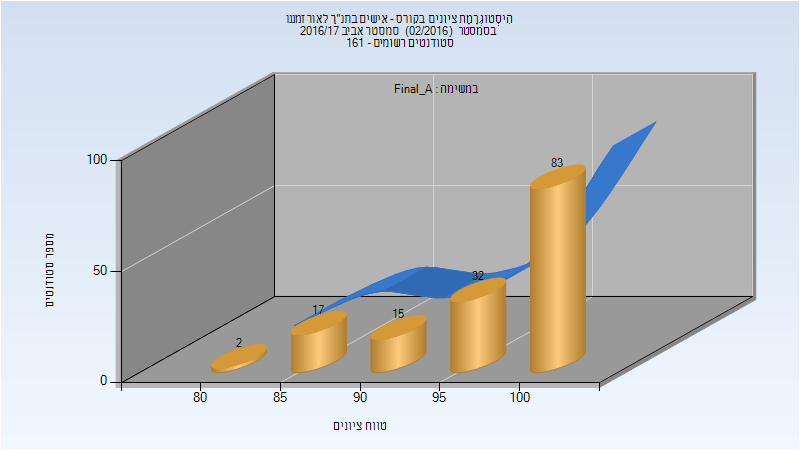 היסטוגרמת ציונים בקורס - אישים בתנ"ך לאור זמננו
בסמסטר (02/2016) סמסטר אביב 2016/17
סטודנטים רשומים - 161
במשימה : Final_A
מספר סטודנטים
100
50
0
2
17
15
32
83
80
85
90
95
100
טווח ציונים